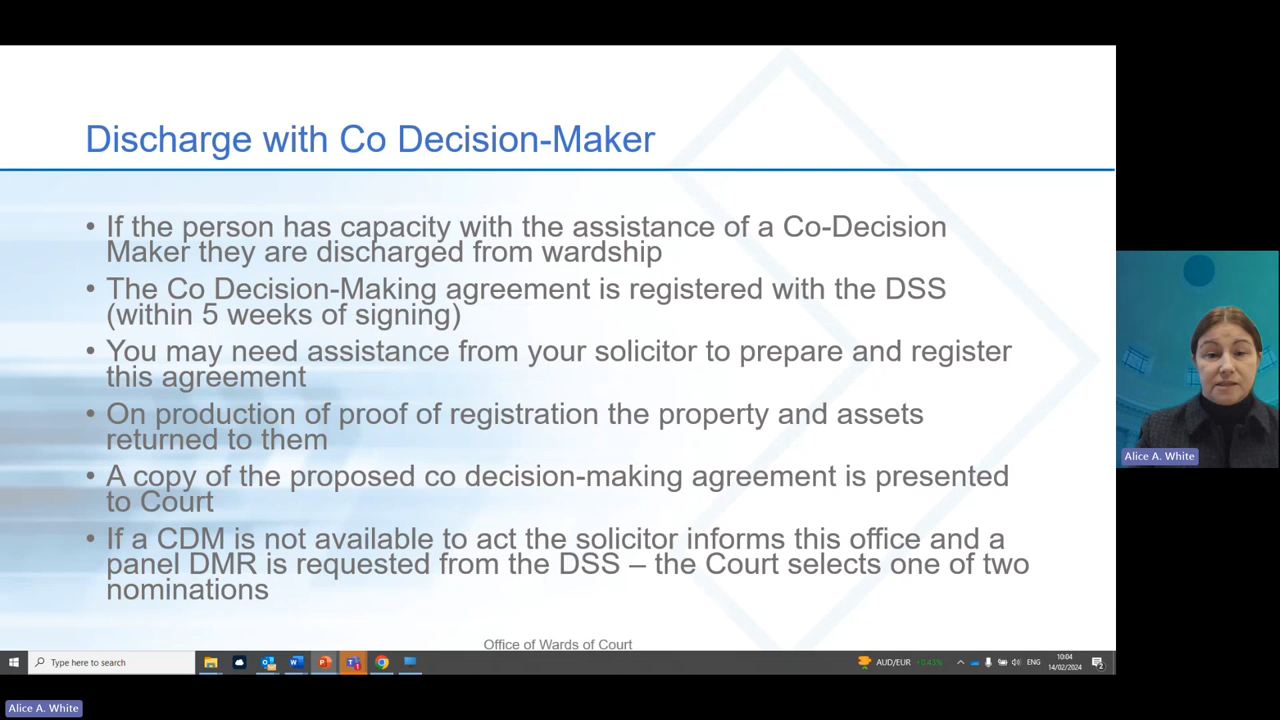 Discharge with Co Decision-Maker
• If the person has capacity with the assistance of a Co-Decision
Maker they are discharged from wardship
• The Co Decision-Making agreement is registered with the DSS
(within 5 weeks of signing)
• You may need assistance from your solicitor to prepare and register
this agreement
• On production of proof of registration the property and assets
returned to them
• A copy of the proposed co decision-making agreement is presented
to Court
• If a CDM is not available to act the solicitor informs this office and a
panel DMR is requested from the DSS – the Court selects one of two
nominations
Office of Wards of Court
Alice A. White
Type here to search
AUD/EUR +0.43%
ENG
10:04
14/02/2024
Alice A. White